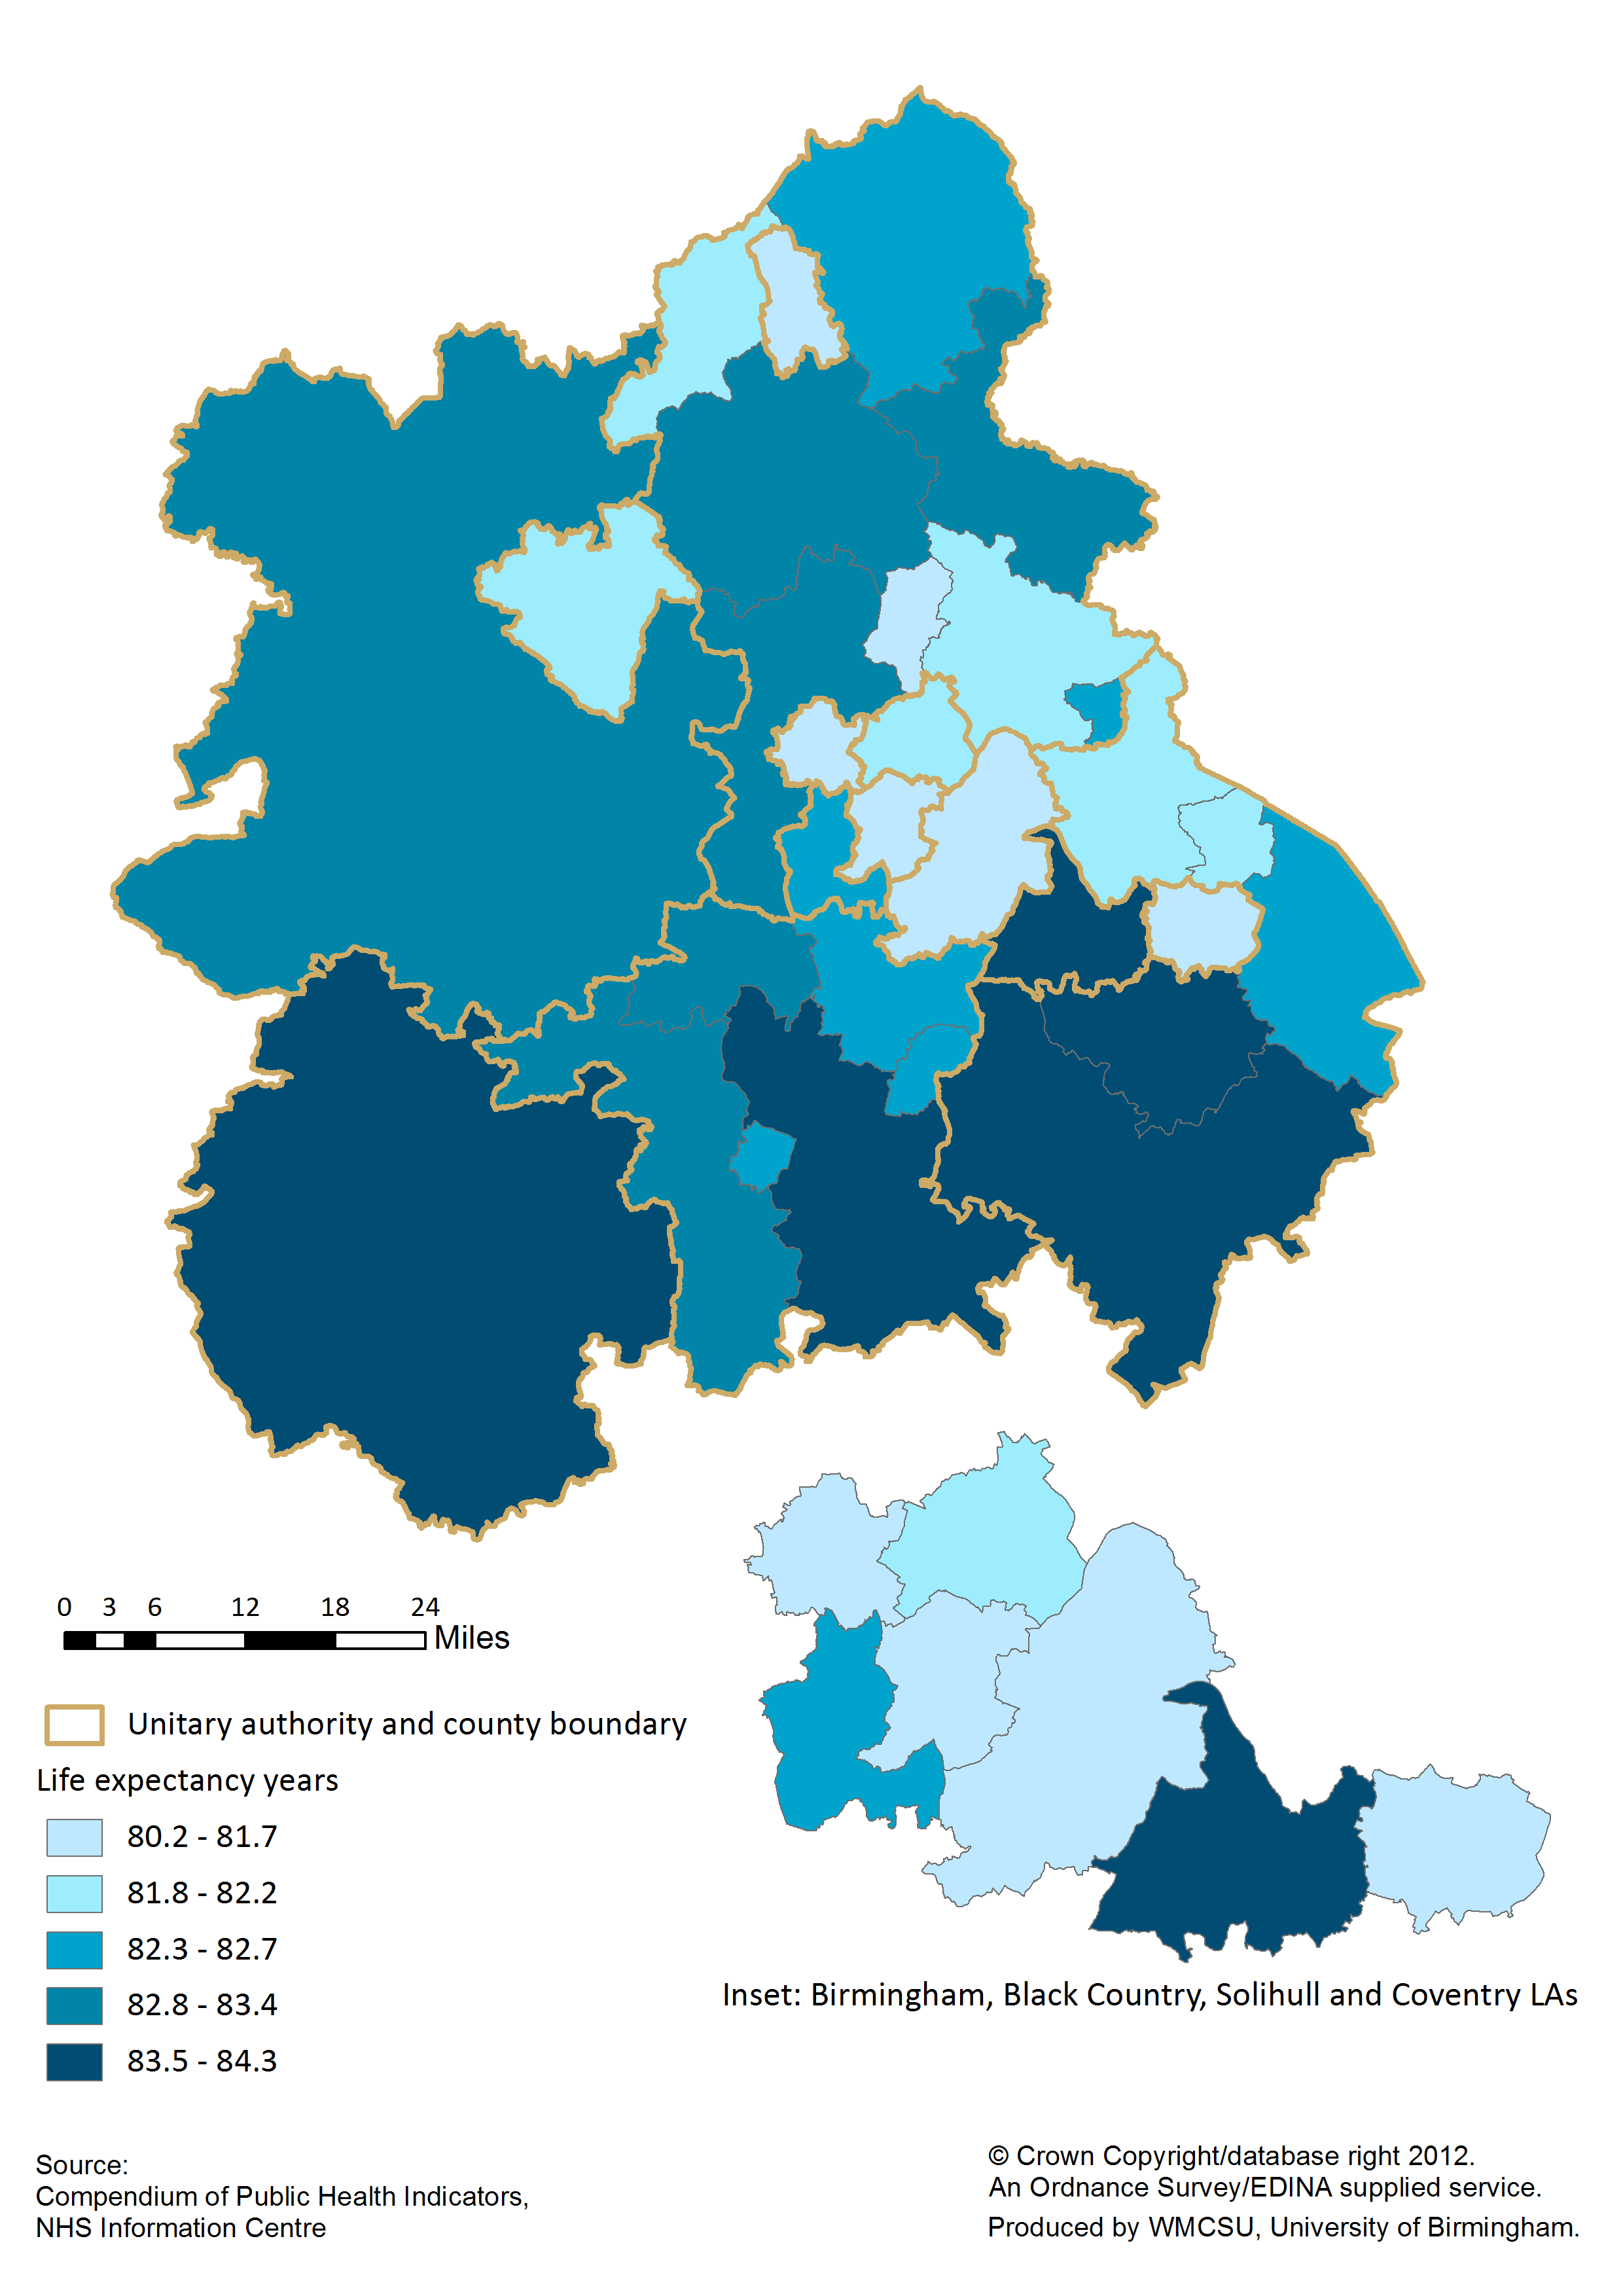 0 3 6 12 18 24
Miles
Unitary authority and county boundary
Life expectancy years
80.2 - 81.7
81.8 - 82.2
82.3 - 82.7
82.8 - 83.4
83.5 - 84.3
Inset: Birmingham, Black Country, Solihull and Coventry LAs
Source:
Compendium of Public Health Indicators,
NHS Information Centre
© Crown Copyright/database right 2012.
An Ordnance Survey/EDINA supplied service.
Produced by WMCSU, University of Birmingham.